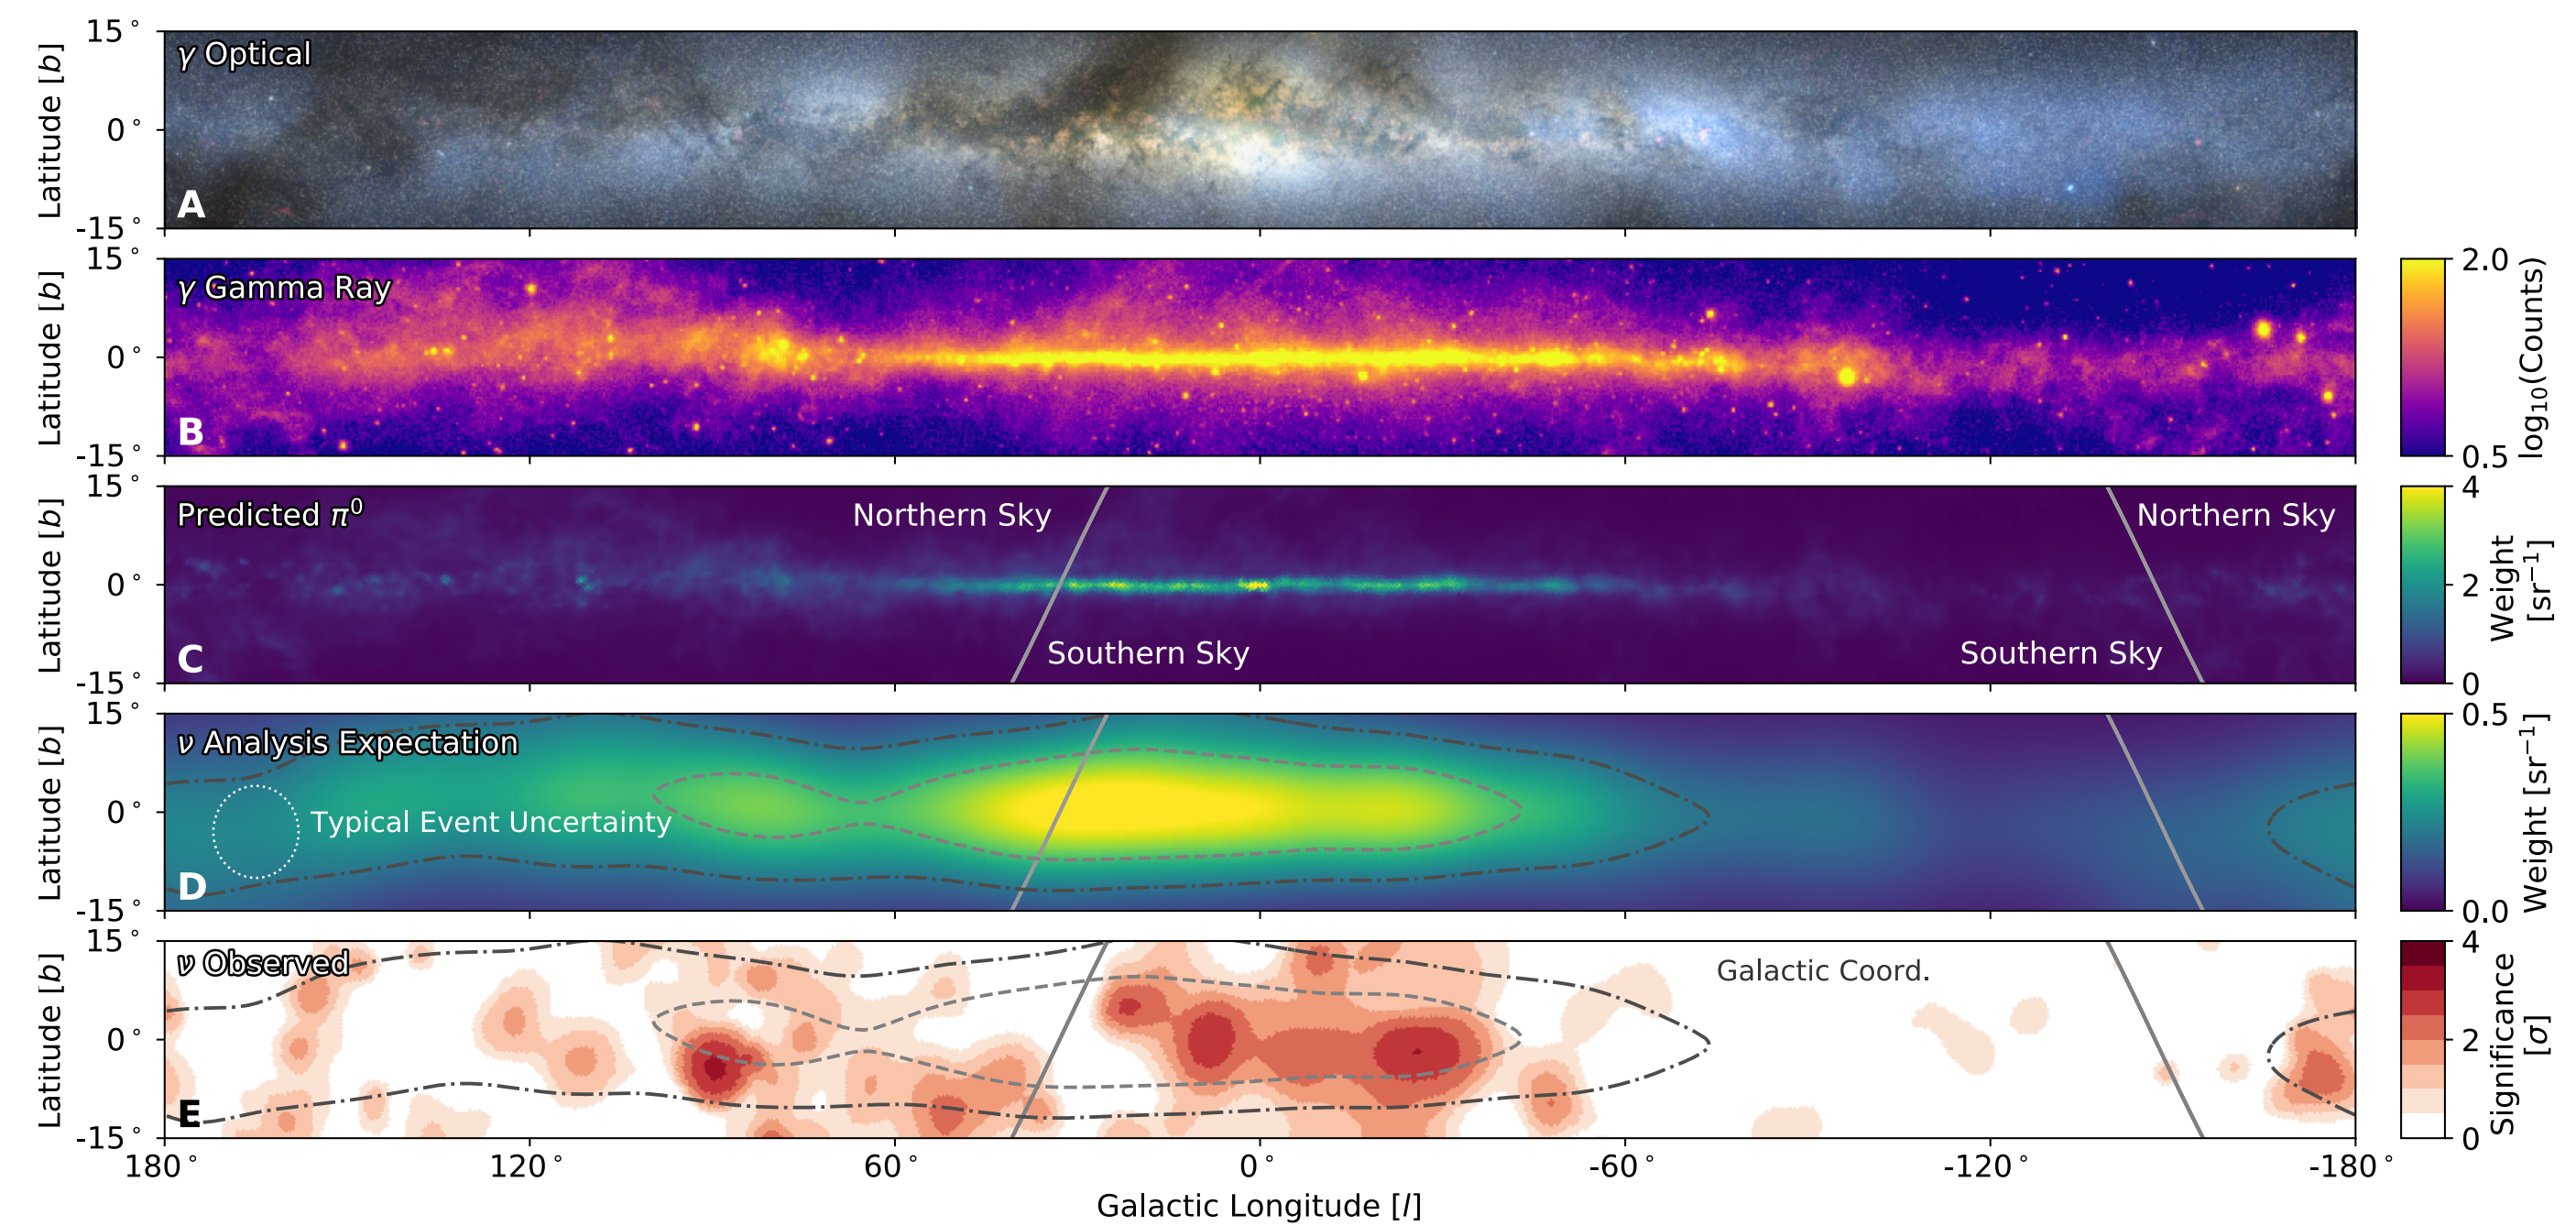 15°
γ Optical
Latitude [b]
0°
A
-15°
15°
2.0
γ Gamma Ray
Latitude [b]
0°
log₁₀(Counts)
B
-15°
0.5
15°
4
Predicted π⁰
Northern Sky
Northern Sky
Latitude [b]
0°
2
Weight
[sr⁻¹]
Southern Sky
Southern Sky
C
-15°
0
15°
0.5
ν Analysis Expectation
Latitude [b]
0°
Typical Event Uncertainty
Weight [sr⁻¹]
D
-15°
0.0
15°
4
ν Observed
Galactic Coord.
Latitude [b]
0°
2
Significance
[σ]
E
-15°
0
180° 120° 60° 0° -60° -120° -180°
Galactic Longitude [l]